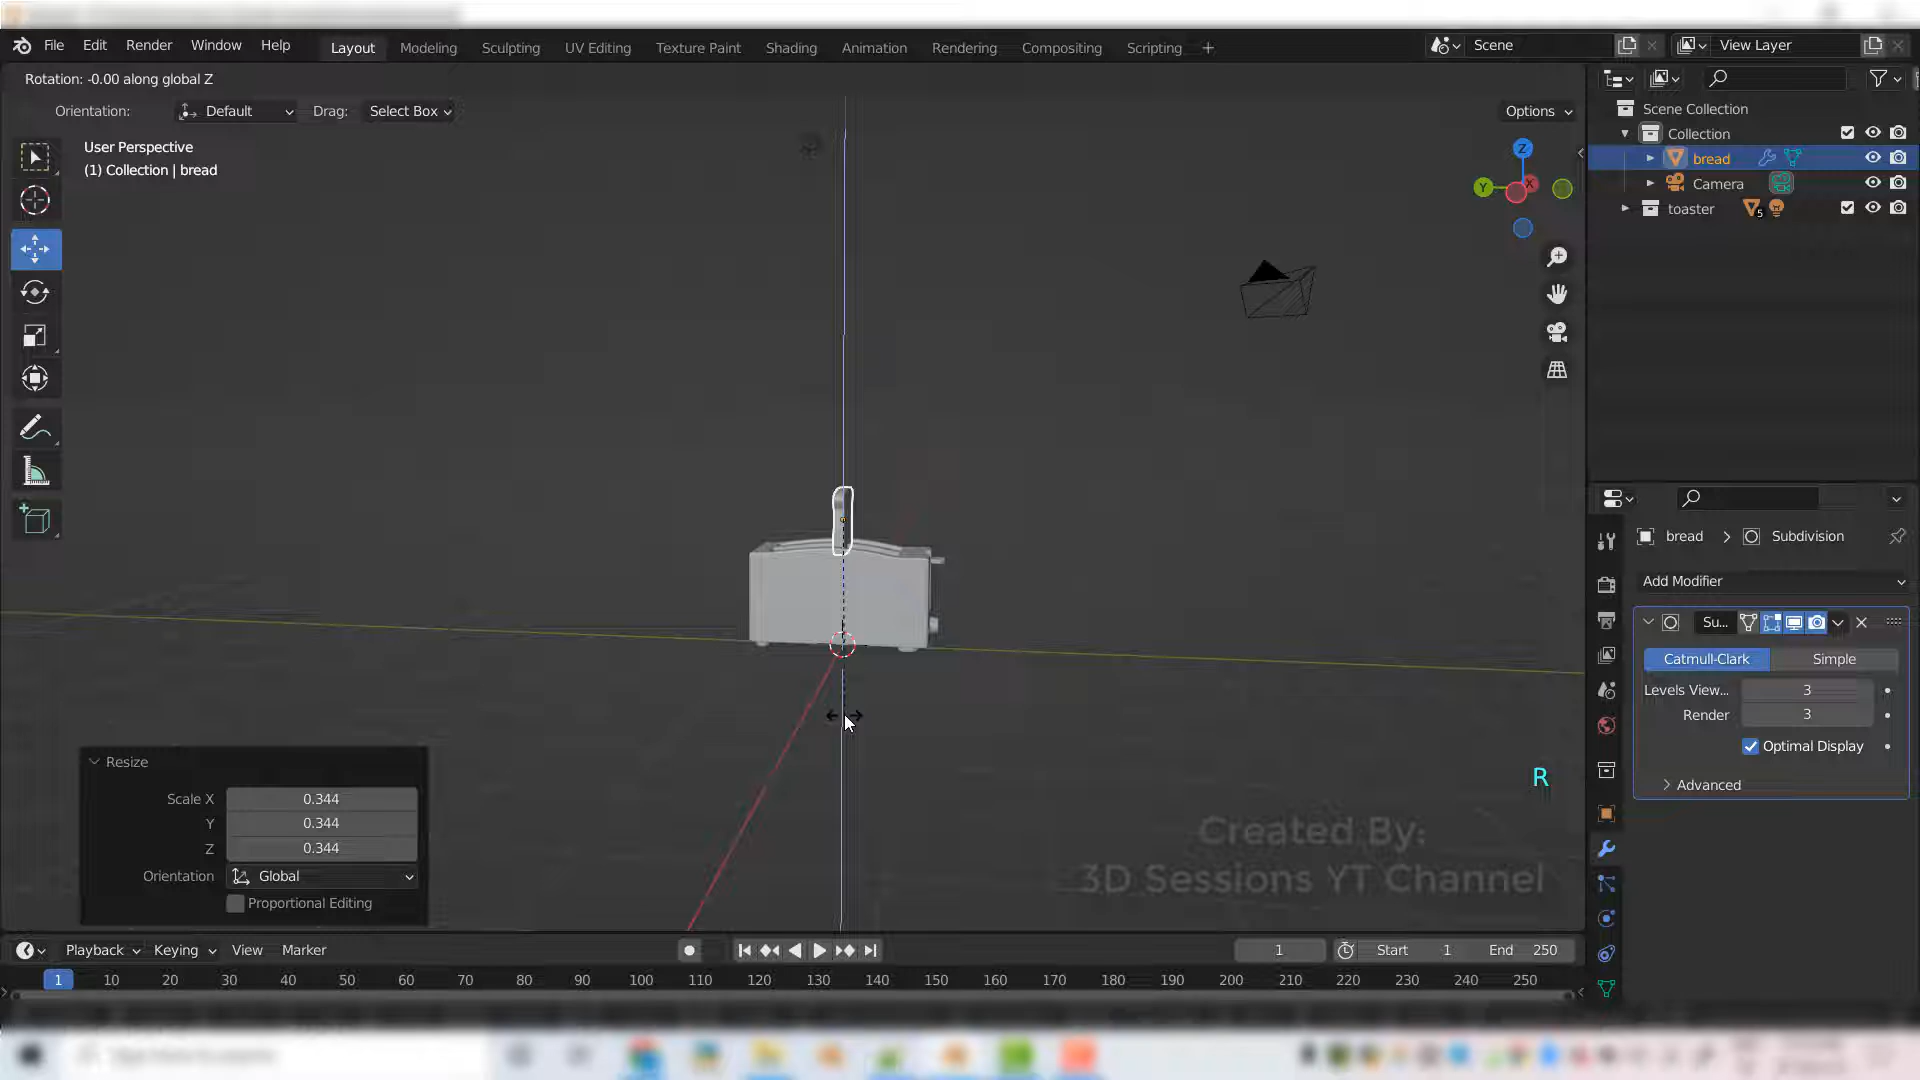 File Edit Render Window Help Layout Modeling Sculpting UV Editing Texture Paint Shading Animation Rendering Compositing Scripting + Scene View Layer
Rotation: -0.00 along global Z
Orientation: Default Drag: Select Box Options
User Perspective
(1) Collection | bread
Z
Y X
Scene Collection
Collection
bread
Camera
toaster 5
bread > Subdivision
Add Modifier
Su...
Catmull-Clark Simple
Levels View... 3
Render 3
Optimal Display
> Advanced
Resize
Scale X 0.344
Y 0.344
Z 0.344
Orientation Global
Proportional Editing
R
Created By:
3D Sessions YT Channel
Playback Keying View Marker 1 Start 1 End 250
1 10 20 30 40 50 60 70 80 90 100 110 120 130 140 150 160 170 180 190 200 210 220 230 240 250